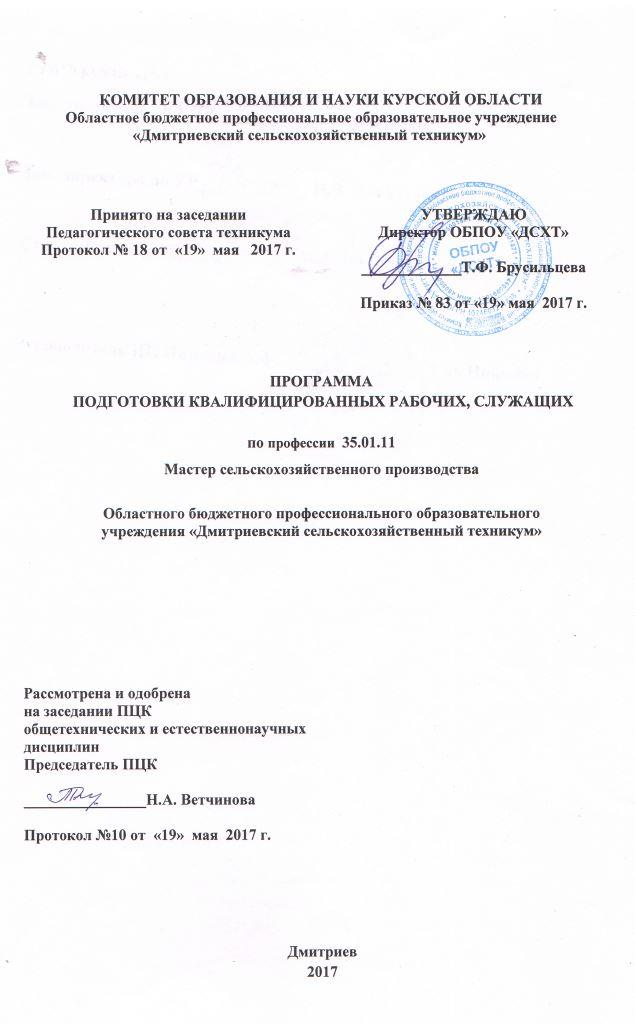 КОМИТЕТ ОБРАЗОВАНИЯ И НАУКИ КУРСКОЙ ОБЛАСТИ
Областное бюджетное профессиональное образовательное учреждение
«Дмитриевский сельскохозяйственный техникум»
Принято на заседании
Педагогического совета техникума
Протокол № 18 от «19» мая 2017 г.
УТВЕРЖДАЮ
Директор ОБПОУ «ДСХТ»
Т.Ф. Брусильцева
Приказ № 83 от «19» мая 2017 г.
ОБПОУ
«ДСХТ»
ПРОГРАММА
ПОДГОТОВКИ КВАЛИФИЦИРОВАННЫХ РАБОЧИХ, СЛУЖАЩИХ
по профессии 35.01.11
Мастер сельскохозяйственного производства
Областного бюджетного профессионального образовательного
учреждения «Дмитриевский сельскохозяйственный техникум»
Рассмотрена и одобрена
на заседании ПЦК
общетехнических и естественнонаучных
дисциплин
Председатель ПЦК
Н.А. Ветчинова
Протокол №10 от «19» мая 2017 г.
Дмитриев
2017